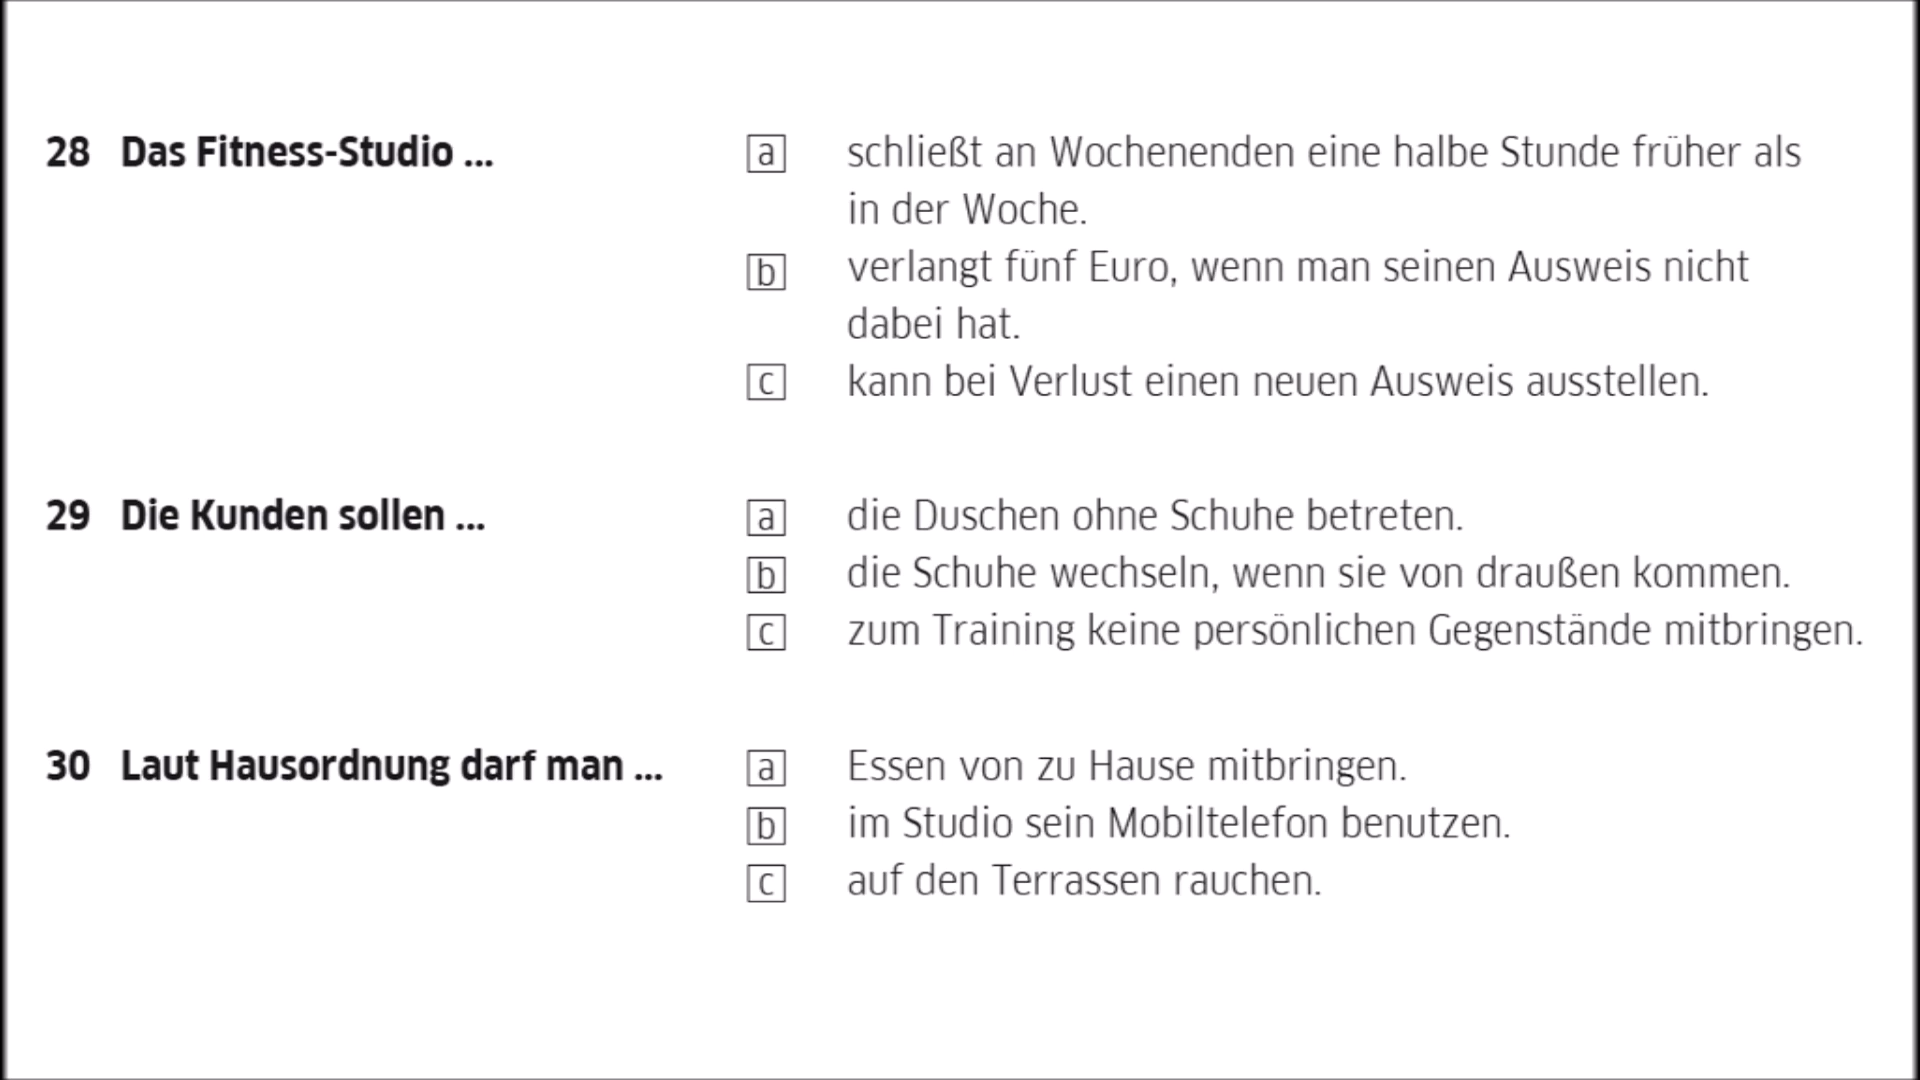 28 Das Fitness-Studio ... a schließt an Wochenenden eine halbe Stunde früher als
in der Woche.
b verlangt fünf Euro, wenn man seinen Ausweis nicht
dabei hat.
c kann bei Verlust einen neuen Ausweis ausstellen.
29 Die Kunden sollen ... a die Duschen ohne Schuhe betreten.
b die Schuhe wechseln, wenn sie von draußen kommen.
c zum Training keine persönlichen Gegenstände mitbringen.
30 Laut Hausordnung darf man ... a Essen von zu Hause mitbringen.
b im Studio sein Mobiltelefon benutzen.
c auf den Terrassen rauchen.